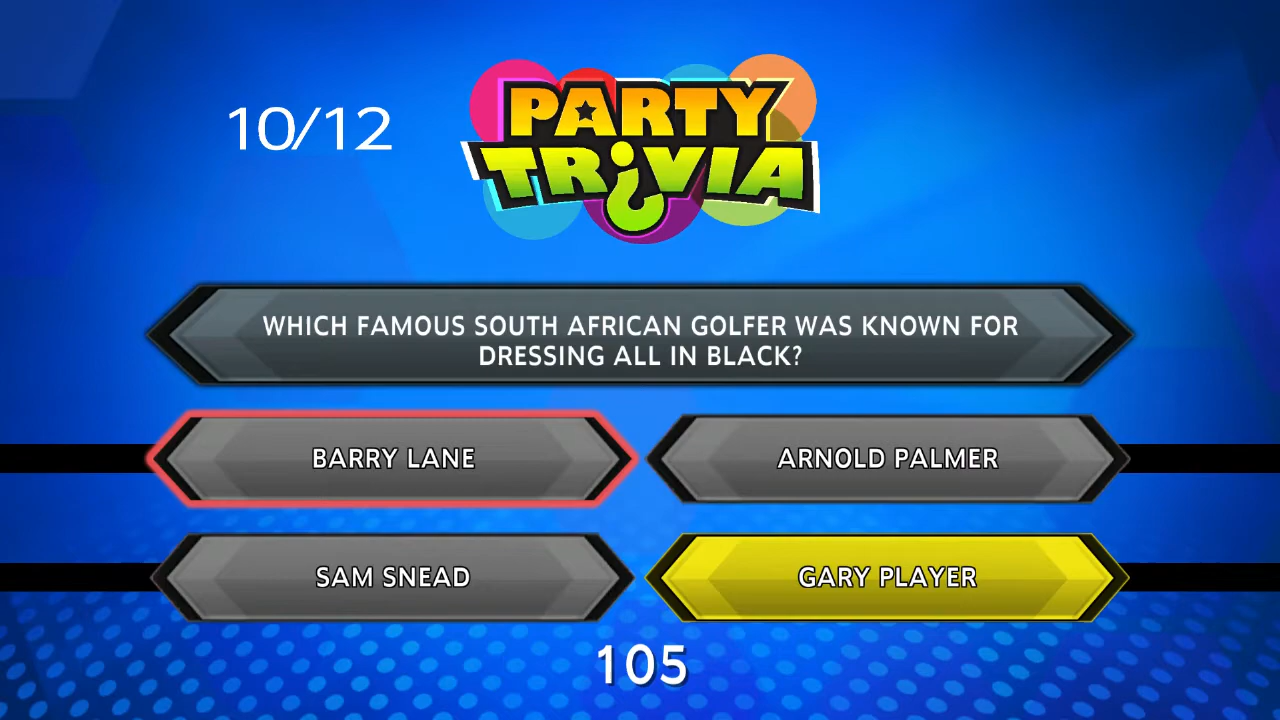 10/12
PARTY
TRIVIA
WHICH FAMOUS SOUTH AFRICAN GOLFER WAS KNOWN FOR
DRESSING ALL IN BLACK?
BARRY LANE
ARNOLD PALMER
SAM SNEAD
GARY PLAYER
105